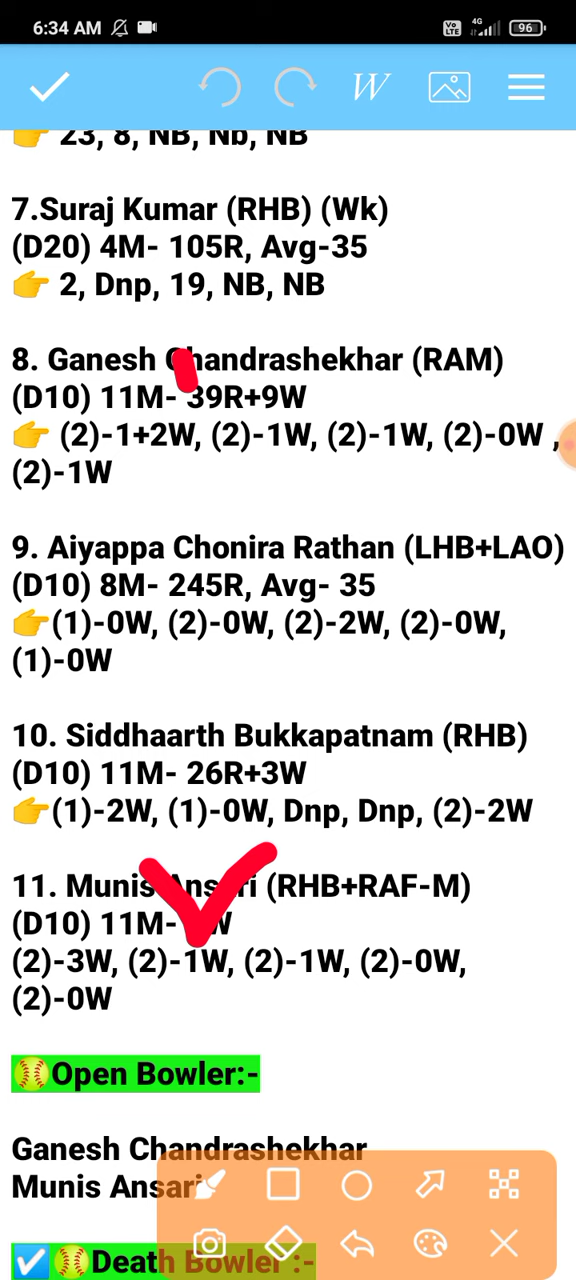 6:34 AM
Vo LTE 4G 96
W
23, 8, NB, Nb, NB
7.Suraj Kumar (RHB) (Wk)
(D20) 4M- 105R, Avg-35
👉 2, Dnp, 19, NB, NB
8. Ganesh Chandrashekhar (RAM)
(D10) 11M- 39R+9W
👉 (2)-1+2W, (2)-1W, (2)-1W, (2)-0W ,
(2)-1W
9. Aiyappa Chonira Rathan (LHB+LAO)
(D10) 8M- 245R, Avg- 35
👉(1)-0W, (2)-0W, (2)-2W, (2)-0W,
(1)-0W
10. Siddhaarth Bukkapatnam (RHB)
(D10) 11M- 26R+3W
👉(1)-2W, (1)-0W, Dnp, Dnp, (2)-2W
11. Munis Ansari (RHB+RAF-M)
(D10) 11M-
(2)-3W, (2)-1W, (2)-1W, (2)-0W,
(2)-0W
⚾Open Bowler:-
Ganesh Chandrashekhar
Munis Ansari
☑⚾Death Bowler :-